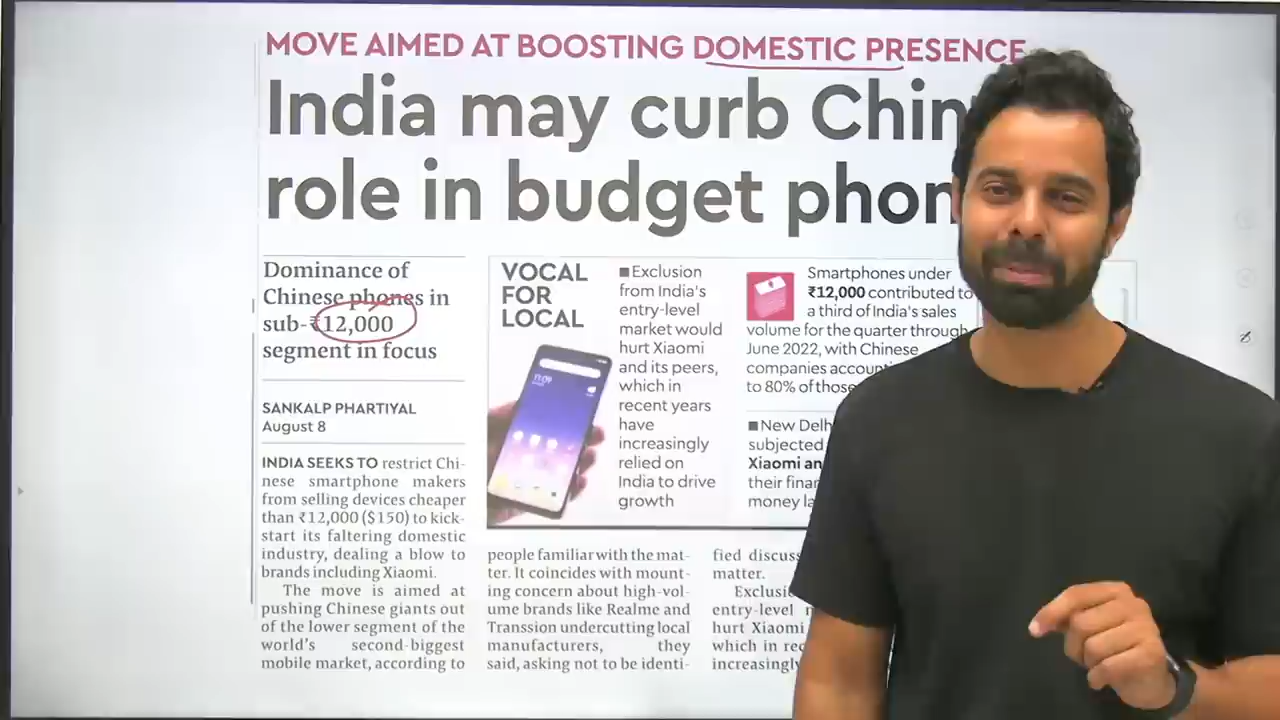 MOVE AIMED AT BOOSTING DOMESTIC PRESENCE
India may curb
role in budget
Dominance of
Chinese phones in
sub-₹12,000
segment in focus
SANKALP PHARTIYAL
August 8
INDIA SEEKS TO restrict Chi-
nese smartphone makers
from selling devices cheaper
than ₹12,000 ($150) to kick-
start its faltering domestic
industry, dealing a blow to
brands including Xiaomi.
The move is aimed at
pushing Chinese giants out
of the lower segment of the
world's second-biggest
mobile market, according to
VOCAL
FOR
LOCAL
■Exclusion
from India's
entry-level
market would
hurt Xiaomi
and its peers,
which in
recent years
have
increasingly
relied on
India to drive
growth
Smartphones under
₹12,000 contributed to
a third of India's sales
volume for the quarter through
June 2022, with Chinese
companies
to 80% of those
■New
subjected
Xiaomi
their
money
people familiar with the mat-
ter. It coincides with mount-
ing concern about high-vol-
ume brands like Realme and
Transsion undercutting local
manufacturers, they
said, asking not to be identi-
fied
matter.
entry-level
hurt Xiaomi
which in
increasingly